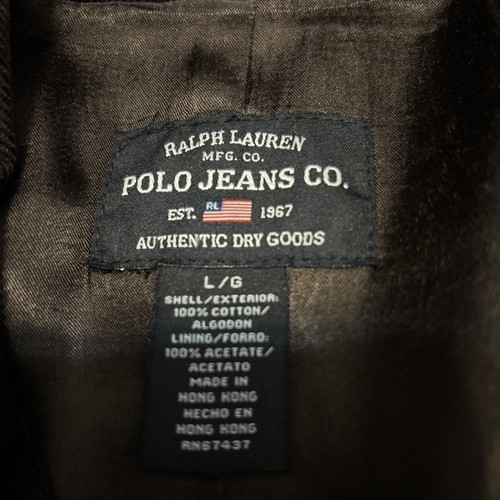 RALPH LAUREN
MFG. CO.
POLO JEANS CO.
EST. RL 1967
AUTHENTIC DRY GOODS
L/G
SHELL/EXTERIOR:
100% COTTON/
ALGODON
LINING/FORRO:
100% ACETATE/
ACETATO
MADE IN
HONG KONG
HECHO EN
HONG KONG
RN67437